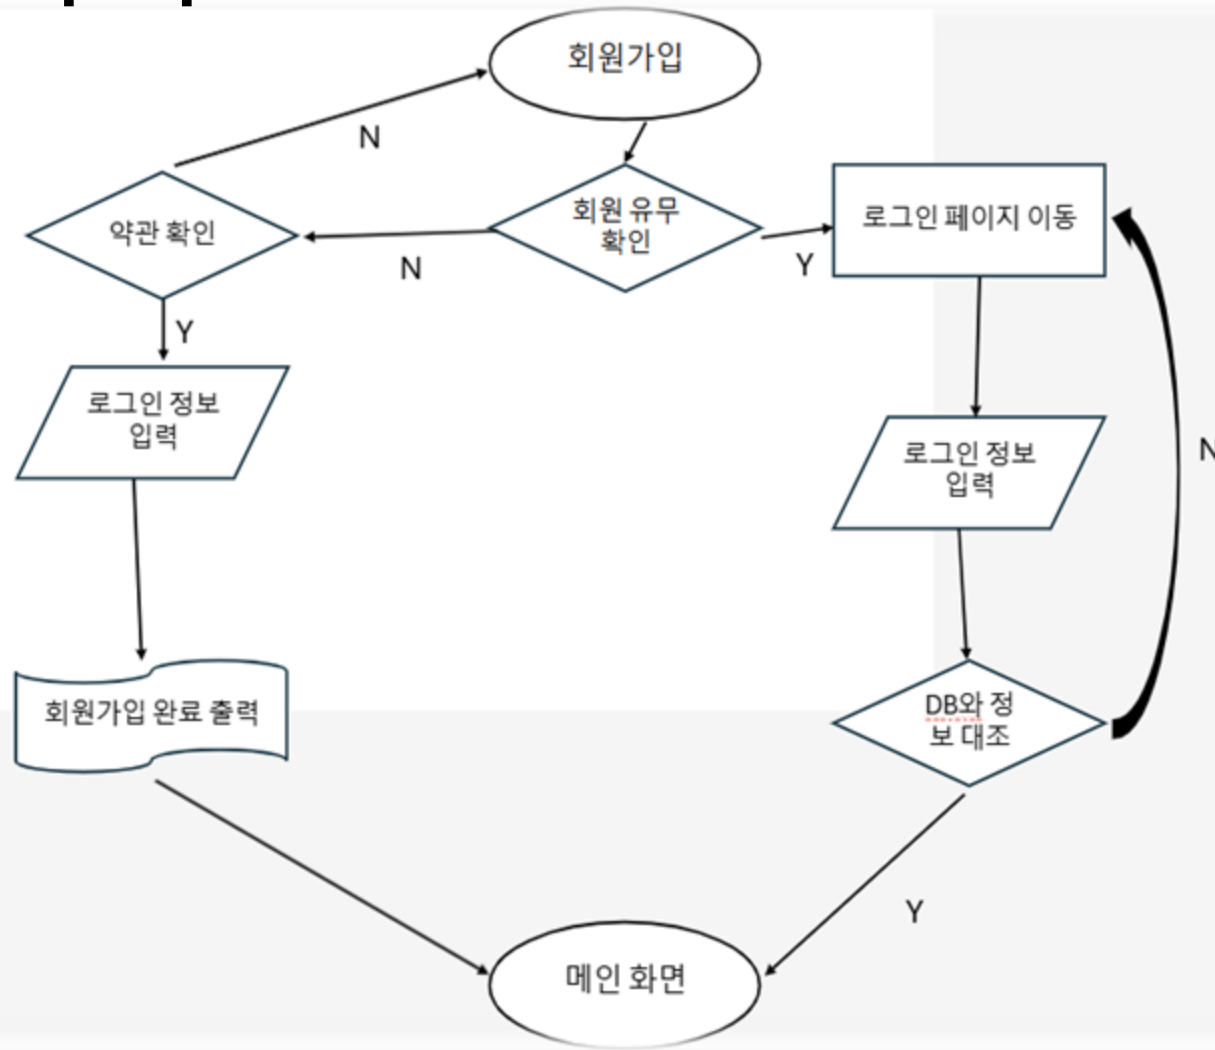 회원가입
N
약관 확인
회원 유무
확인
로그인 페이지 이동
N
Y
Y
로그인 정보
입력
로그인 정보
입력
N
회원가입 완료 출력
DB와 정
보 대조
Y
메인 화면